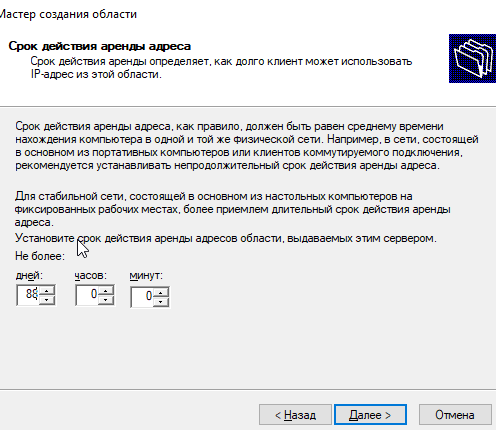 Мастер создания области
Срок действия аренды адреса
Срок действия аренды определяет, как долго клиент может использовать
IP-адрес из этой области.
Срок действия аренды адреса, как правило, должен быть равен среднему времени
нахождения компьютера в одной и той же физической сети. Например, в сети, состоящей
в основном из портативных компьютеров или клиентов коммутируемого подключения,
рекомендуется устанавливать непродолжительный срок действия аренды адреса.
Для стабильной сети, состоящей в основном из настольных компьютеров на
фиксированных рабочих местах, более приемлем длительный срок действия аренды
адреса.
Установите срок действия аренды адресов области, выдаваемых этим сервером.
Не более:
дней: часов: минут:
88 0 0
< Назад Далее > Отмена